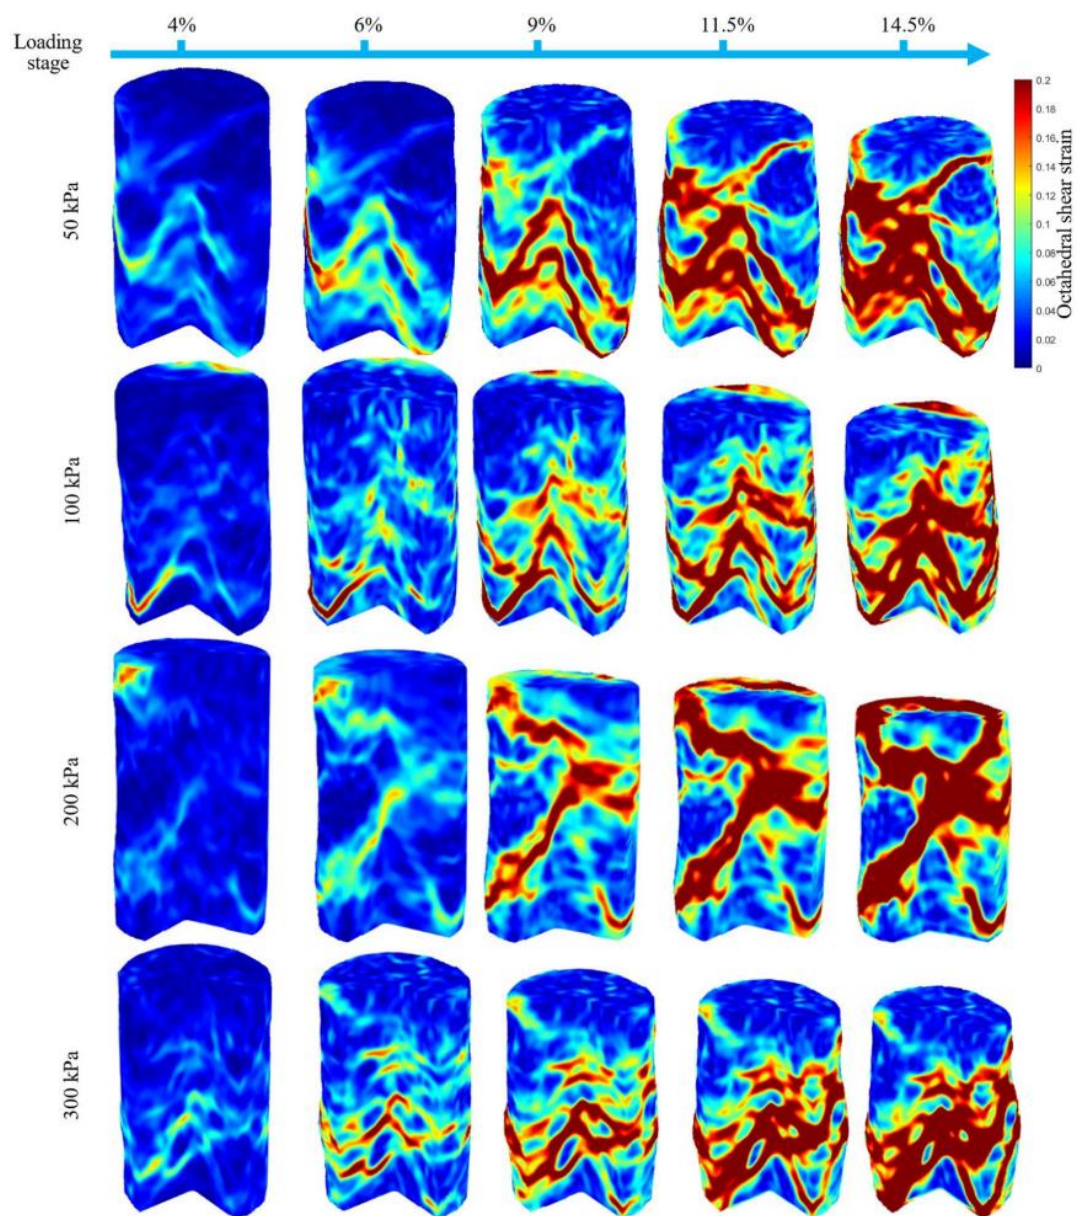 4% 6% 9% 11.5% 14.5%
Loading
stage
0.2
0.18
0.16
0.14
0.12
0.1
0.08
0.06
0.04
0.02
0
Octahedral shear strain
50 kPa
100 kPa
200 kPa
300 kPa